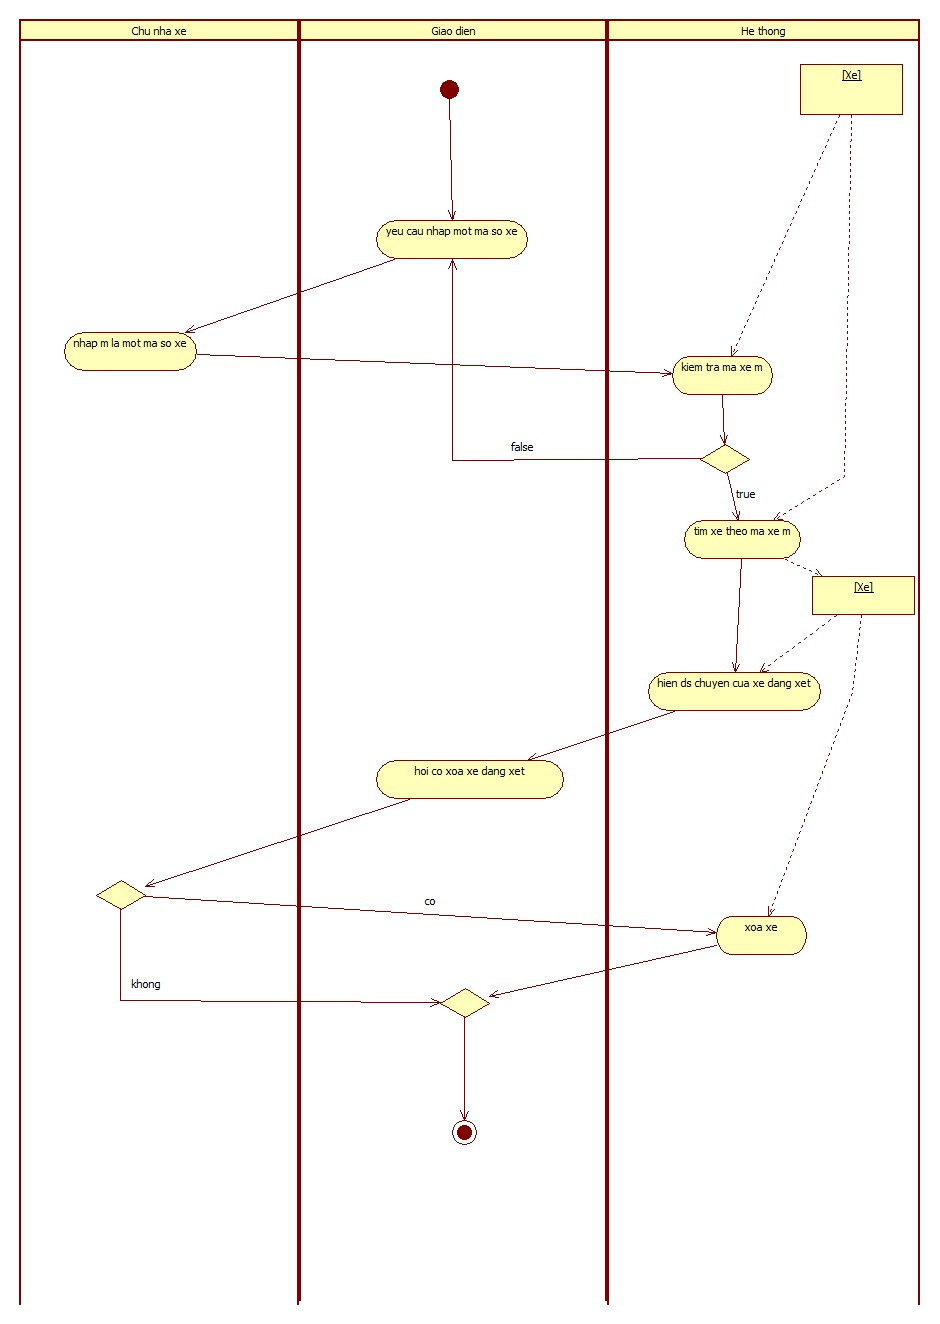 Chu nha xe
Giao dien
He thong
[Xe]
yeu cau nhap mot ma so xe
nhap m la mot ma so xe
kiem tra ma xe m
false
true
tim xe theo ma xe m
[Xe]
hien ds chuyen cua xe dang xet
hoi co xoa xe dang xet
co
xoa xe
khong